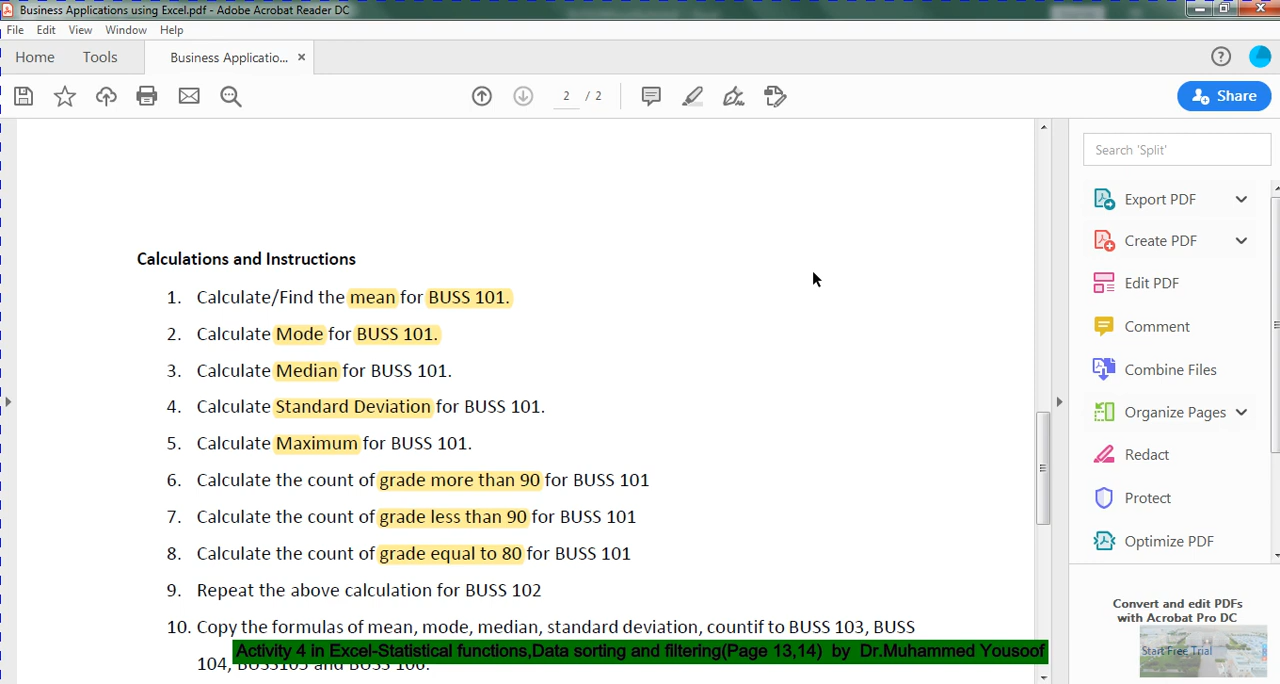 Business Applications using Excel.pdf - Adobe Acrobat Reader DC
File Edit View Window Help
Home Tools Business Applicatio... ×
2 / 2
Share
Search 'Split'
Export PDF
Create PDF
Edit PDF
Comment
Combine Files
Organize Pages
Redact
Protect
Optimize PDF
Convert and edit PDFs
with Acrobat Pro DC
Start Free Trial
Calculations and Instructions
1. Calculate/Find the mean for BUSS 101.
2. Calculate Mode for BUSS 101.
3. Calculate Median for BUSS 101.
4. Calculate Standard Deviation for BUSS 101.
5. Calculate Maximum for BUSS 101.
6. Calculate the count of grade more than 90 for BUSS 101
7. Calculate the count of grade less than 90 for BUSS 101
8. Calculate the count of grade equal to 80 for BUSS 101
9. Repeat the above calculation for BUSS 102
10. Copy the formulas of mean, mode, median, standard deviation, countif to BUSS 103, BUSS
104, BUSS105 and BUSS 106.
Activity 4 in Excel-Statistical functions,Data sorting and filtering(Page 13,14) by Dr.Muhammed Yousoof